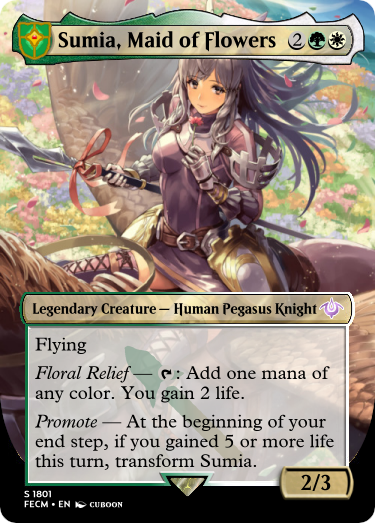 Sumia, Maid of Flowers 2
Legendary Creature — Human Pegasus Knight
Flying
Floral Relief — : Add one mana of
any color. You gain 2 life.
Promote — At the beginning of your
end step, if you gained 5 or more life
this turn, transform Sumia.
2/3
S 1801
FECM • EN CUBOON